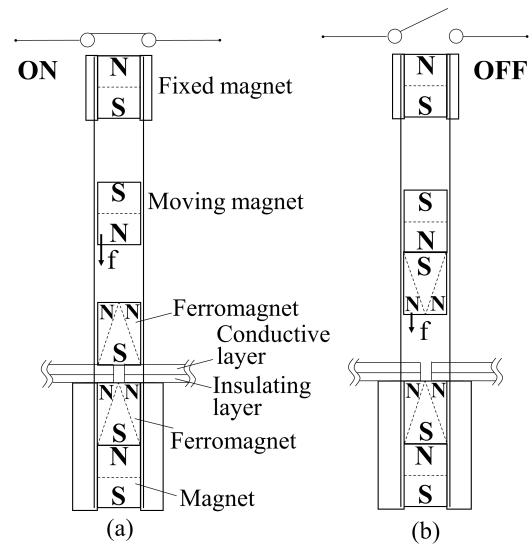 ON
OFF
N
S
Fixed magnet
N
S
S
N
Moving magnet
f
S
N
S
N N
f
N N
S
Ferromagnet
Conductive
layer
Insulating
layer
N N
S
Ferromagnet
N
S
Magnet
N N
S
N
S
(a)
(b)